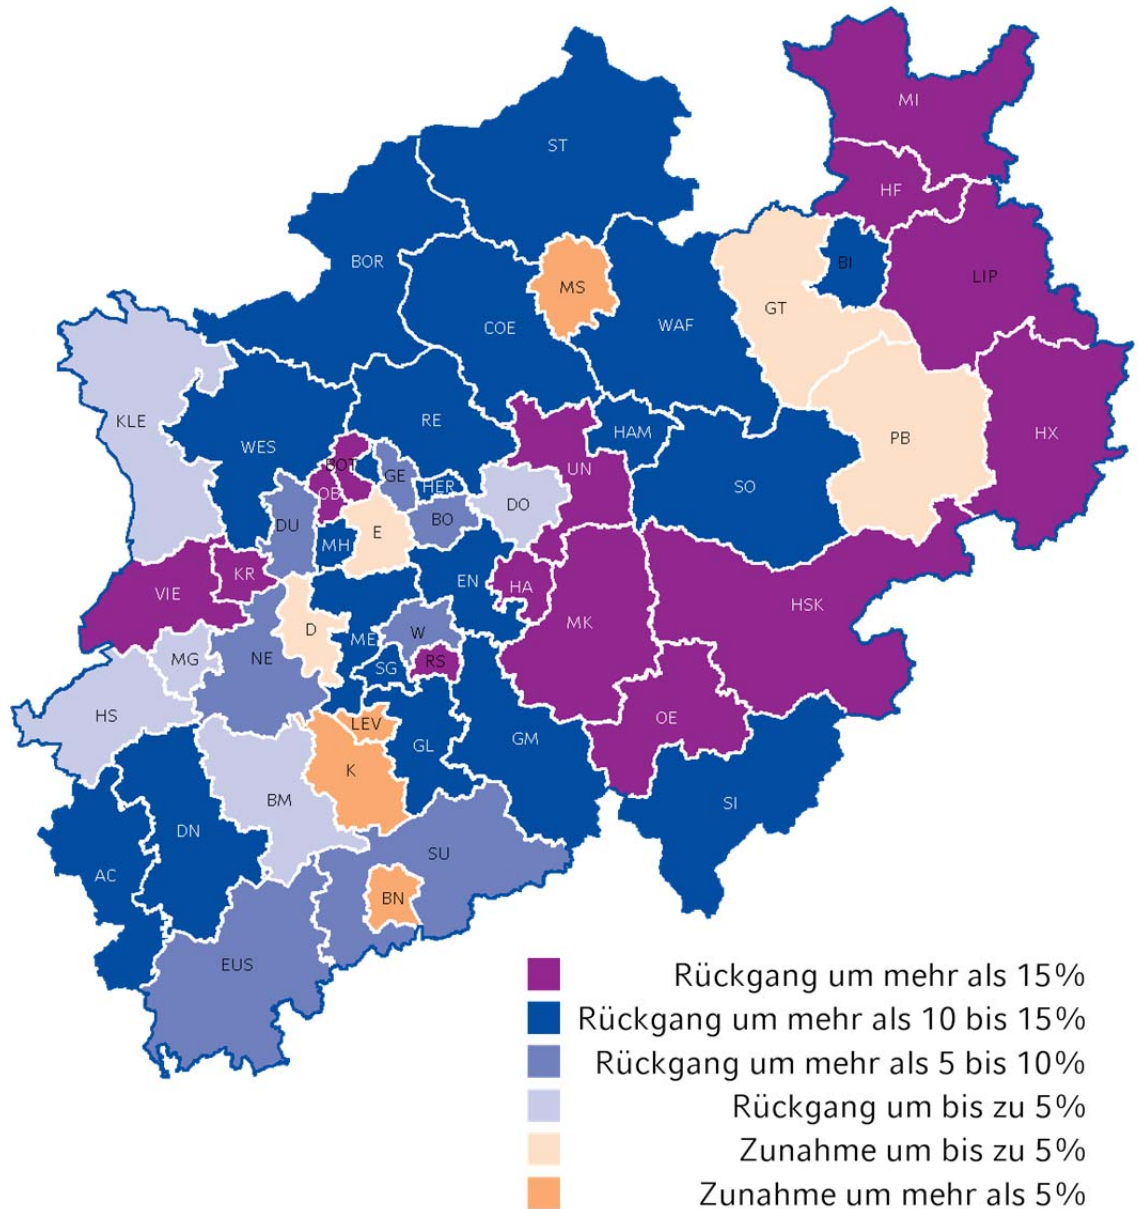 MI
ST
HF
BOR
BI
LIP
MS
GT
COE
WAF
KLE
RE
HAM
HX
PB
WES
BOT
GE
UN
HER
SO
OB
DO
DU
BO
E
MH
KR
EN
HA
VIE
HSK
MK
D
W
ME
MG
NE
RS
SG
HS
OE
LEV
GM
GL
K
BM
SI
DN
SU
AC
BN
EUS
Rückgang um mehr als 15%
Rückgang um mehr als 10 bis 15%
Rückgang um mehr als 5 bis 10%
Rückgang um bis zu 5%
Zunahme um bis zu 5%
Zunahme um mehr als 5%